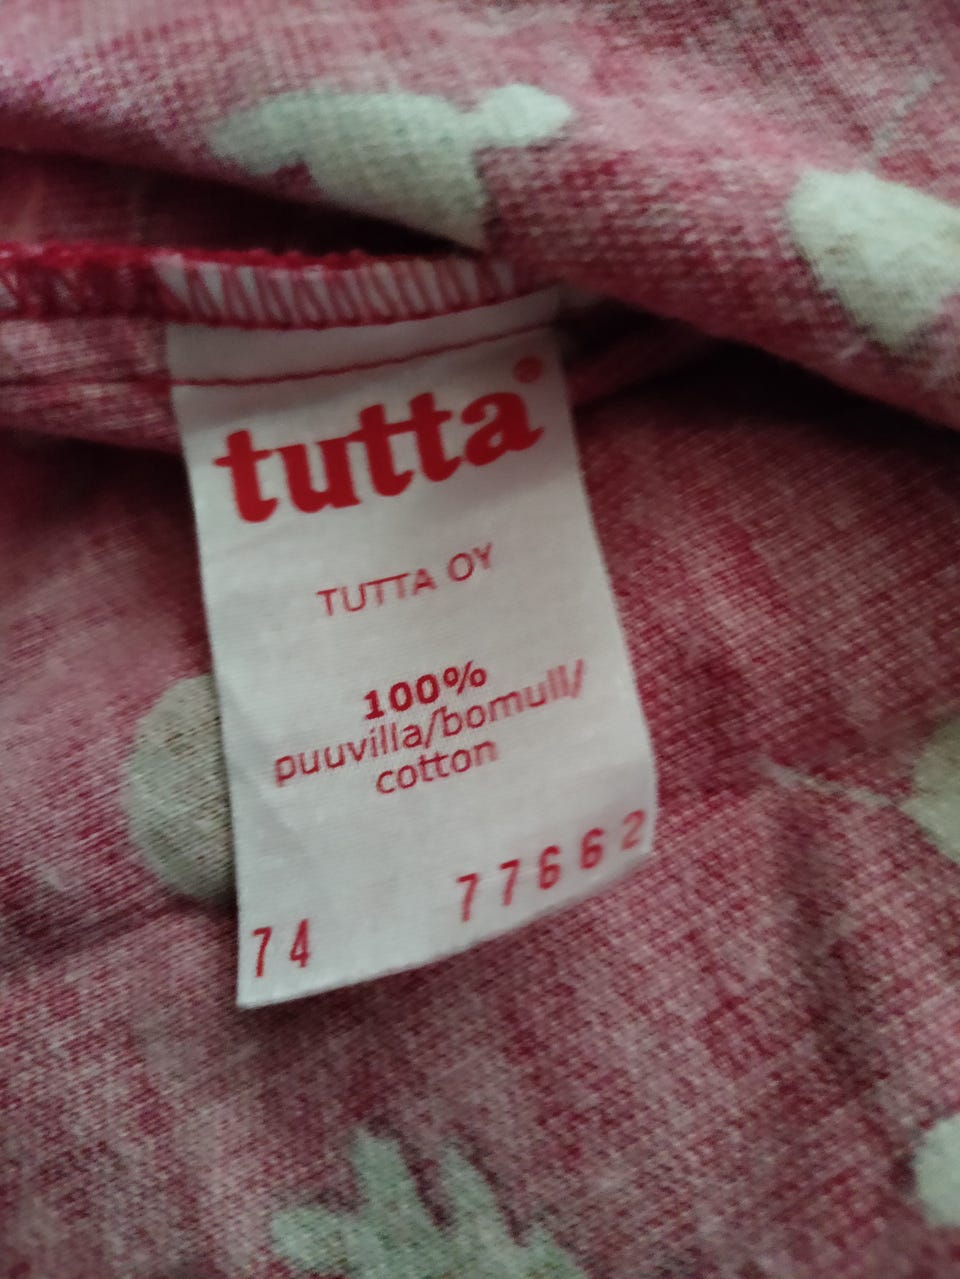 tutta®
TUTTA OY
100%
puuvilla/bomull/
cotton
74 77662